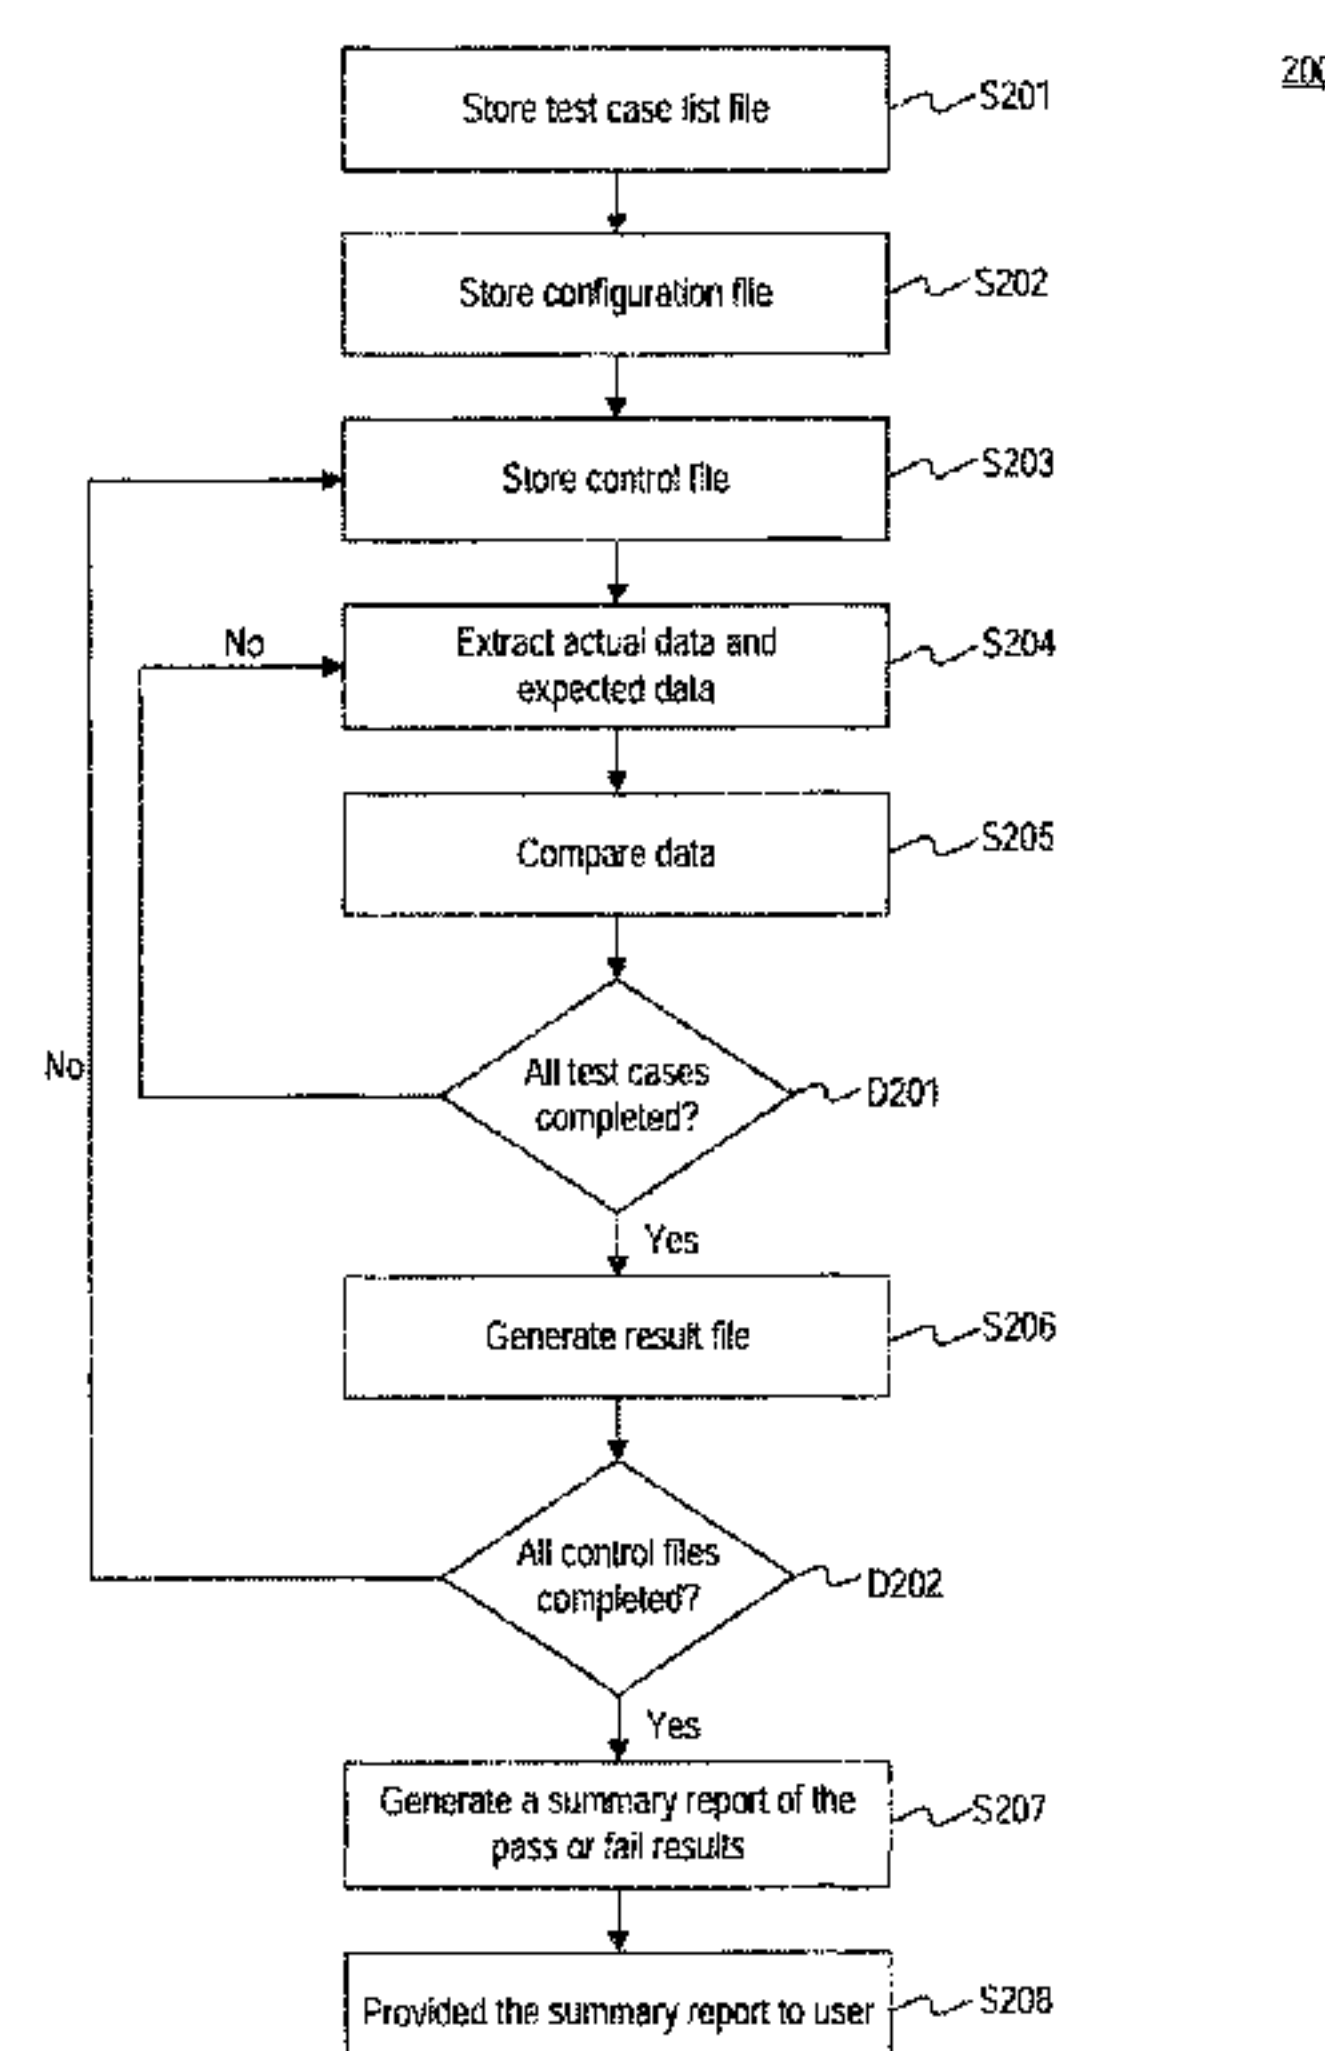 200
Store test case list file
S201
Store configuration file
S202
Store control file
S203
No
Extract actual data and
expected data
S204
Compare data
S205
No
All test cases
completed?
D201
Yes
Generate result file
S206
All control files
completed?
D202
Yes
Generate a summary report of the
pass or fail results
S207
Provided the summary report to user
S208